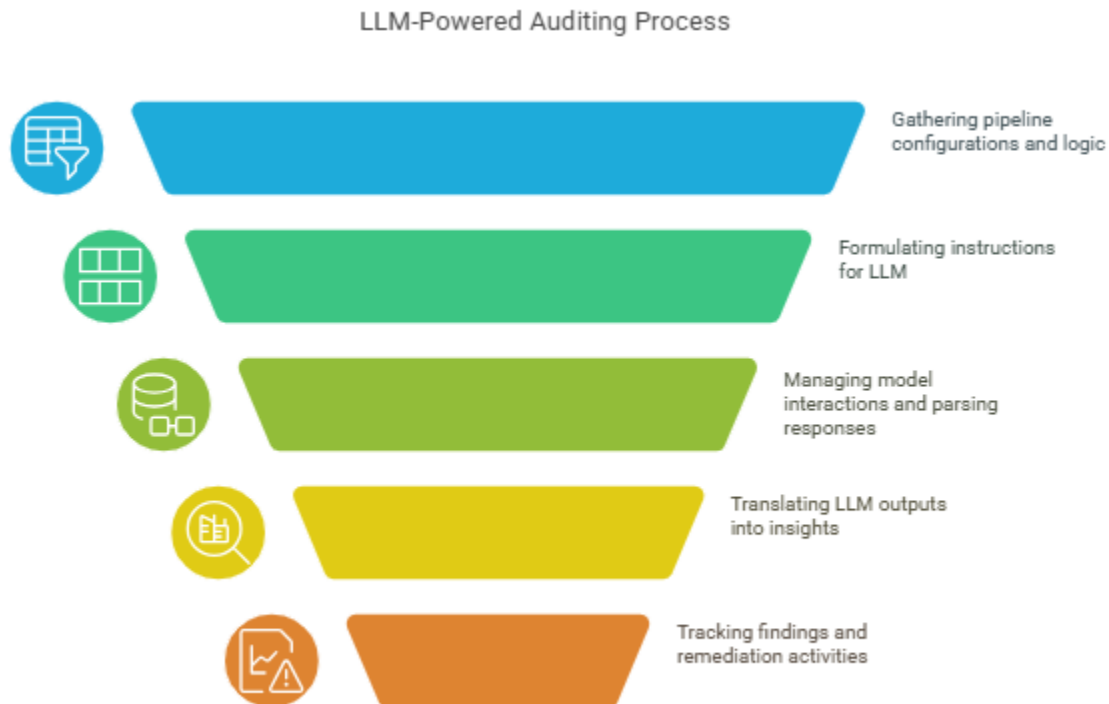 LLM-Powered Auditing Process
Gathering pipeline
configurations and logic
Formulating instructions
for LLM
Managing model
interactions and parsing
responses
Translating LLM outputs
into insights
Tracking findings and
remediation activities